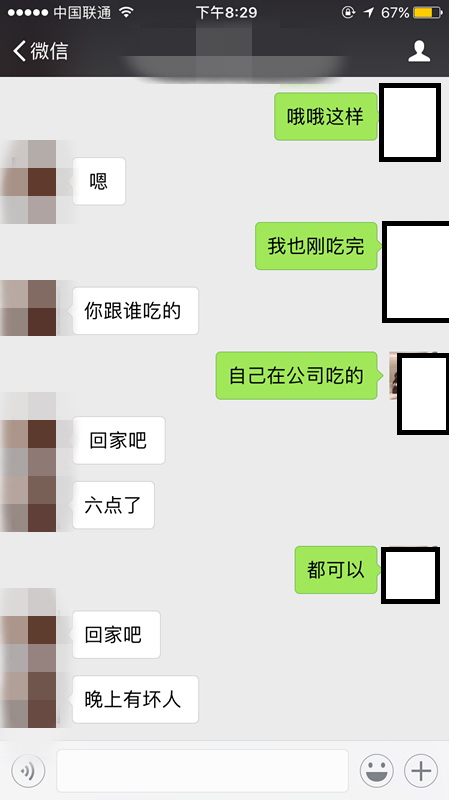 中国联通 下午8:29 67%
微信
哦哦这样
嗯
我也刚吃完
你跟谁吃的
自己在公司吃的
回家吧
六点了
都可以
回家吧
晚上有坏人